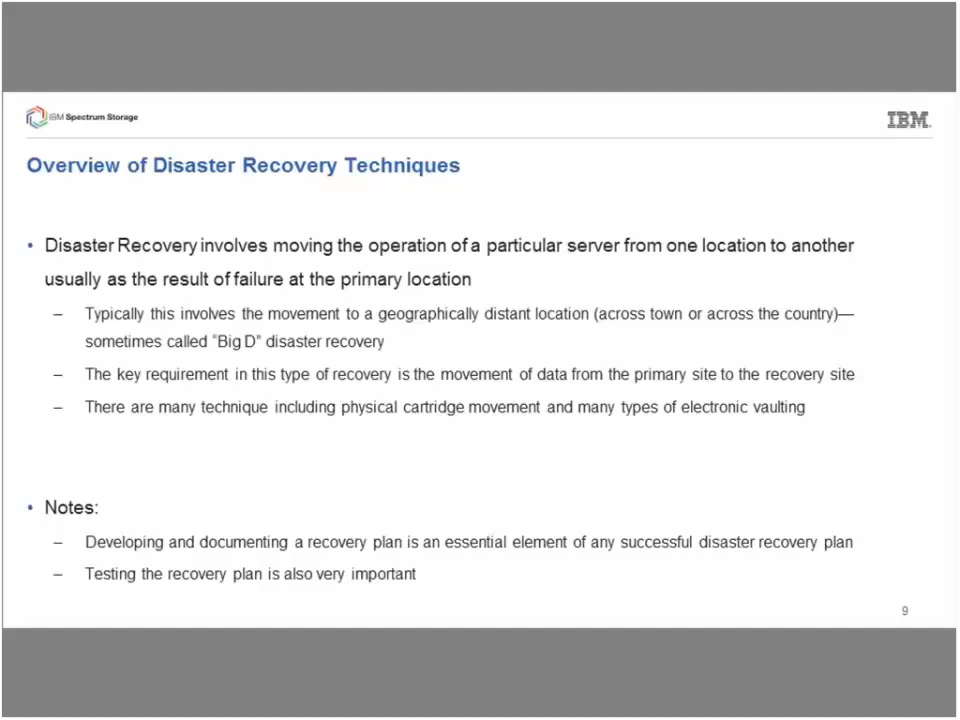 IBM Spectrum Storage
IBM
Overview of Disaster Recovery Techniques
• Disaster Recovery involves moving the operation of a particular server from one location to another
usually as the result of failure at the primary location
– Typically this involves the movement to a geographically distant location (across town or across the country)—
sometimes called "Big D" disaster recovery
– The key requirement in this type of recovery is the movement of data from the primary site to the recovery site
– There are many technique including physical cartridge movement and many types of electronic vaulting
• Notes:
– Developing and documenting a recovery plan is an essential element of any successful disaster recovery plan
– Testing the recovery plan is also very important
9